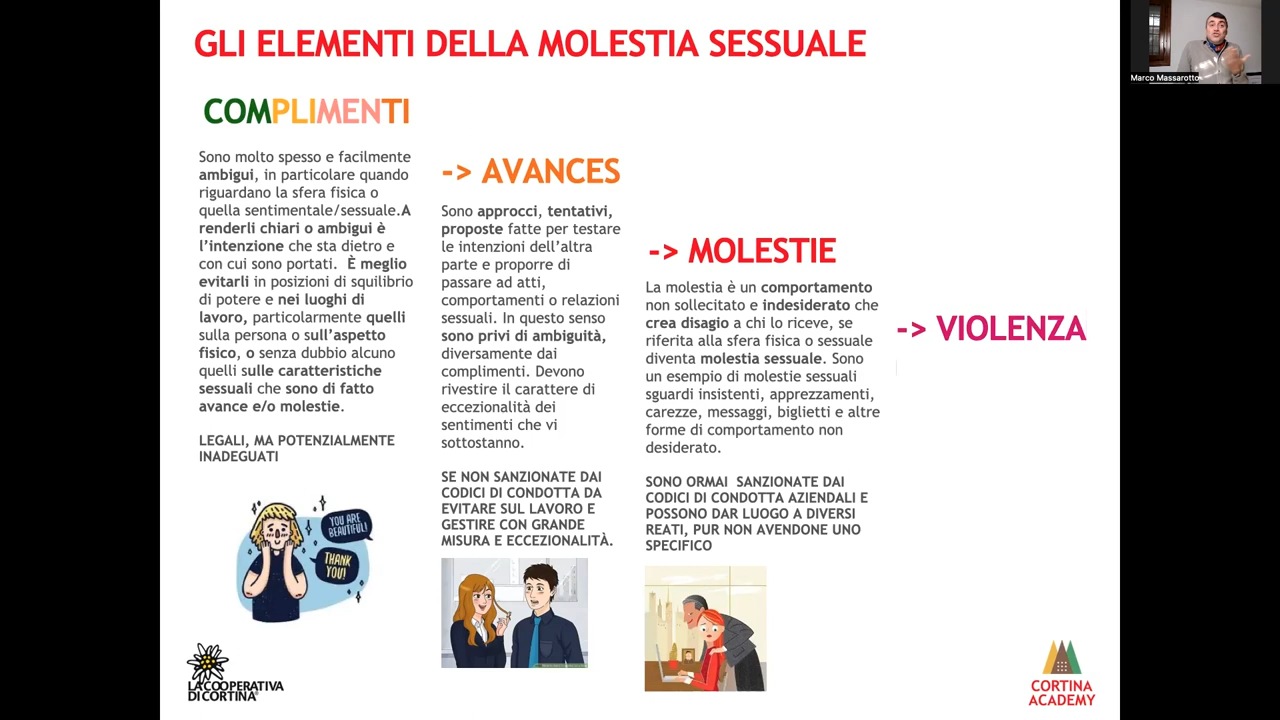 GLI ELEMENTI DELLA MOLESTIA SESSUALE
Marco Massarotto
COMPLIMENTI
Sono molto spesso e facilmente
ambigui, in particolare quando
riguardano la sfera fisica o
quella sentimentale/sessuale.A
renderli chiari o ambigui è
l'intenzione che sta dietro e
con cui sono portati. È meglio
evitarli in posizioni di squilibrio
di potere e nei luoghi di
lavoro, particolarmente quelli
sulla persona o sull'aspetto
fisico, o senza dubbio alcuno
quelli sulle caratteristiche
sessuali che sono di fatto
avance e/o molestie.
LEGALI, MA POTENZIALMENTE
INADEGUATI
YOU ARE
BEAUTIFUL!
THANK
YOU!
-> AVANCES
Sono approcci, tentativi,
proposte fatte per testare
le intenzioni dell'altra
parte e proporre di
passare ad atti,
comportamenti o relazioni
sessuali. In questo senso
sono privi di ambiguità,
diversamente dai
complimenti. Devono
rivestire il carattere di
eccezionalità dei
sentimenti che vi
sottostanno.
SE NON SANZIONATE DAI
CODICI DI CONDOTTA DA
EVITARE SUL LAVORO E
GESTIRE CON GRANDE
MISURA E ECCEZIONALITÀ.
-> MOLESTIE
La molestia è un comportamento
non sollecitato e indesiderato che
crea disagio a chi lo riceve, se
riferita alla sfera fisica o sessuale
diventa molestia sessuale. Sono
un esempio di molestie sessuali
sguardi insistenti, apprezzamenti,
carezze, messaggi, biglietti e altre
forme di comportamento non
desiderato.
SONO ORMAI SANZIONATE DAI
CODICI DI CONDOTTA AZIENDALI E
POSSONO DAR LUOGO A DIVERSI
REATI, PUR NON AVENDONE UNO
SPECIFICO
-> VIOLENZA
LA COOPERATIVA
DI CORTINA®
CORTINA
ACADEMY